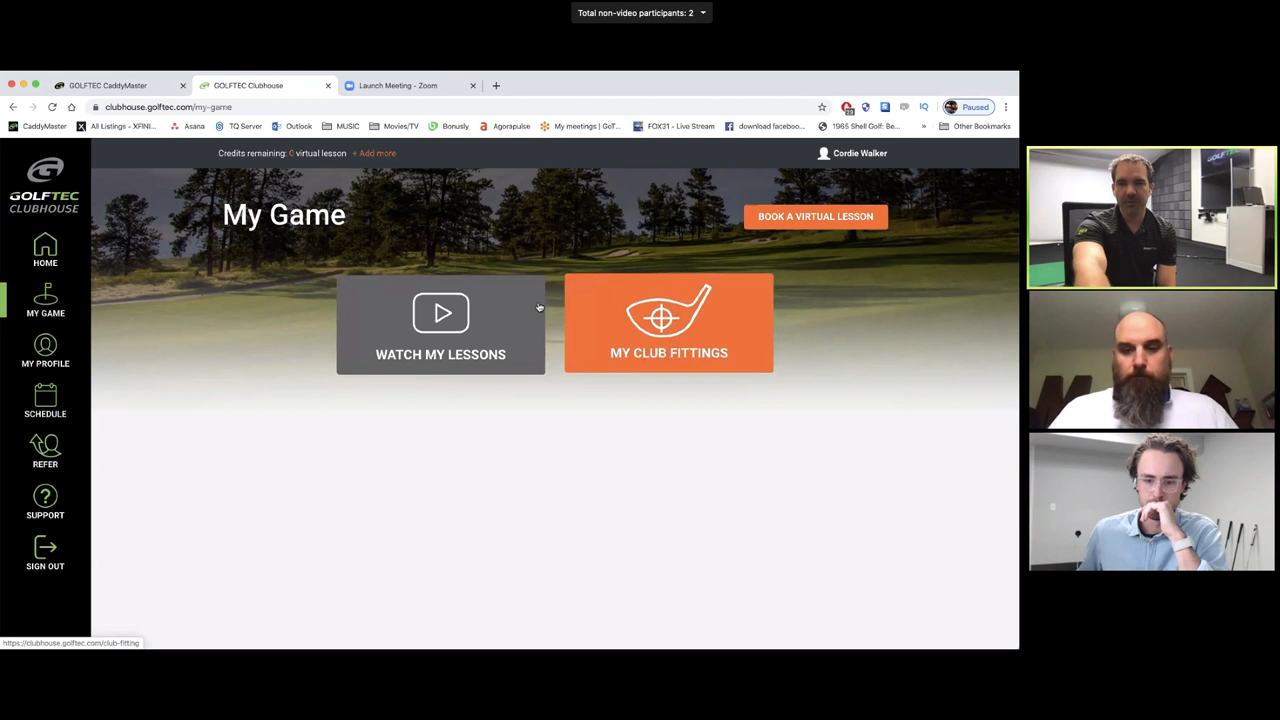 Total non-video participants: 2
GOLFTEC CaddyMaster
GOLFTEC Clubhouse
Launch Meeting - Zoom
clubhouse.golftec.com/my-game
Paused
CaddyMaster
All Listings - XFINI...
Asana
TQ Server
Outlook
MUSIC
Movies/TV
Bonusly
Agorapulse
My meetings | GoT...
FOX31 - Live Stream
download faceboo...
1965 Shell Golf: Be...
»
Other Bookmarks
GOLFTEC
CLUBHOUSE
Credits remaining: 0 virtual lesson + Add more
Cordie Walker
My Game
BOOK A VIRTUAL LESSON
WATCH MY LESSONS
MY CLUB FITTINGS
HOME
MY GAME
MY PROFILE
SCHEDULE
REFER
SUPPORT
SIGN OUT
https://clubhouse.golftec.com/club-fitting